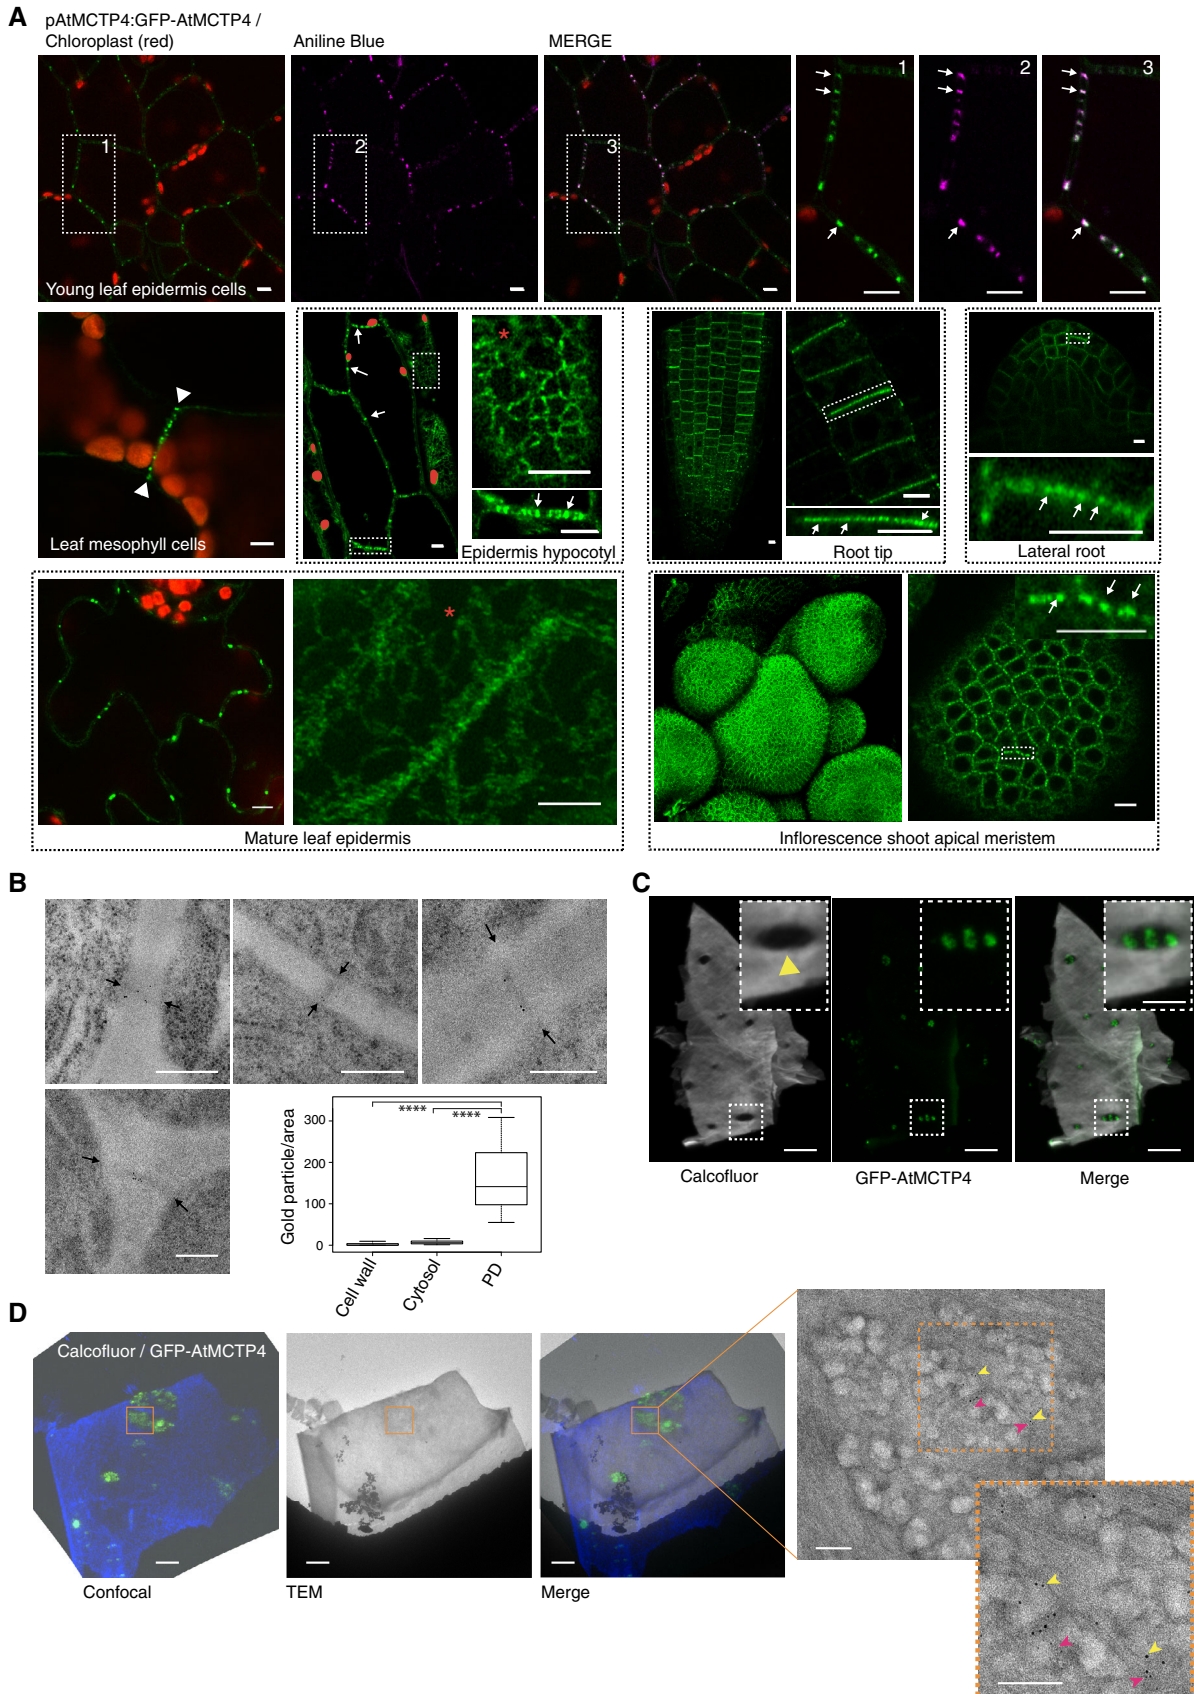 A
pAtMCTP4:GFP-AtMCTP4 /
Chloroplast (red)
Aniline Blue
MERGE
1
2
3
1
2
3
Young leaf epidermis cells
*
Leaf mesophyll cells
Epidermis hypocotyl
Root tip
Lateral root
*
Mature leaf epidermis
Inflorescence shoot apical meristem
B
C
Gold particle/area
300
200
100
0
**** ****
Cell wall
Cytosol
PD
Calcofluor
GFP-AtMCTP4
Merge
D
Calcofluor / GFP-AtMCTP4
Confocal
TEM
Merge